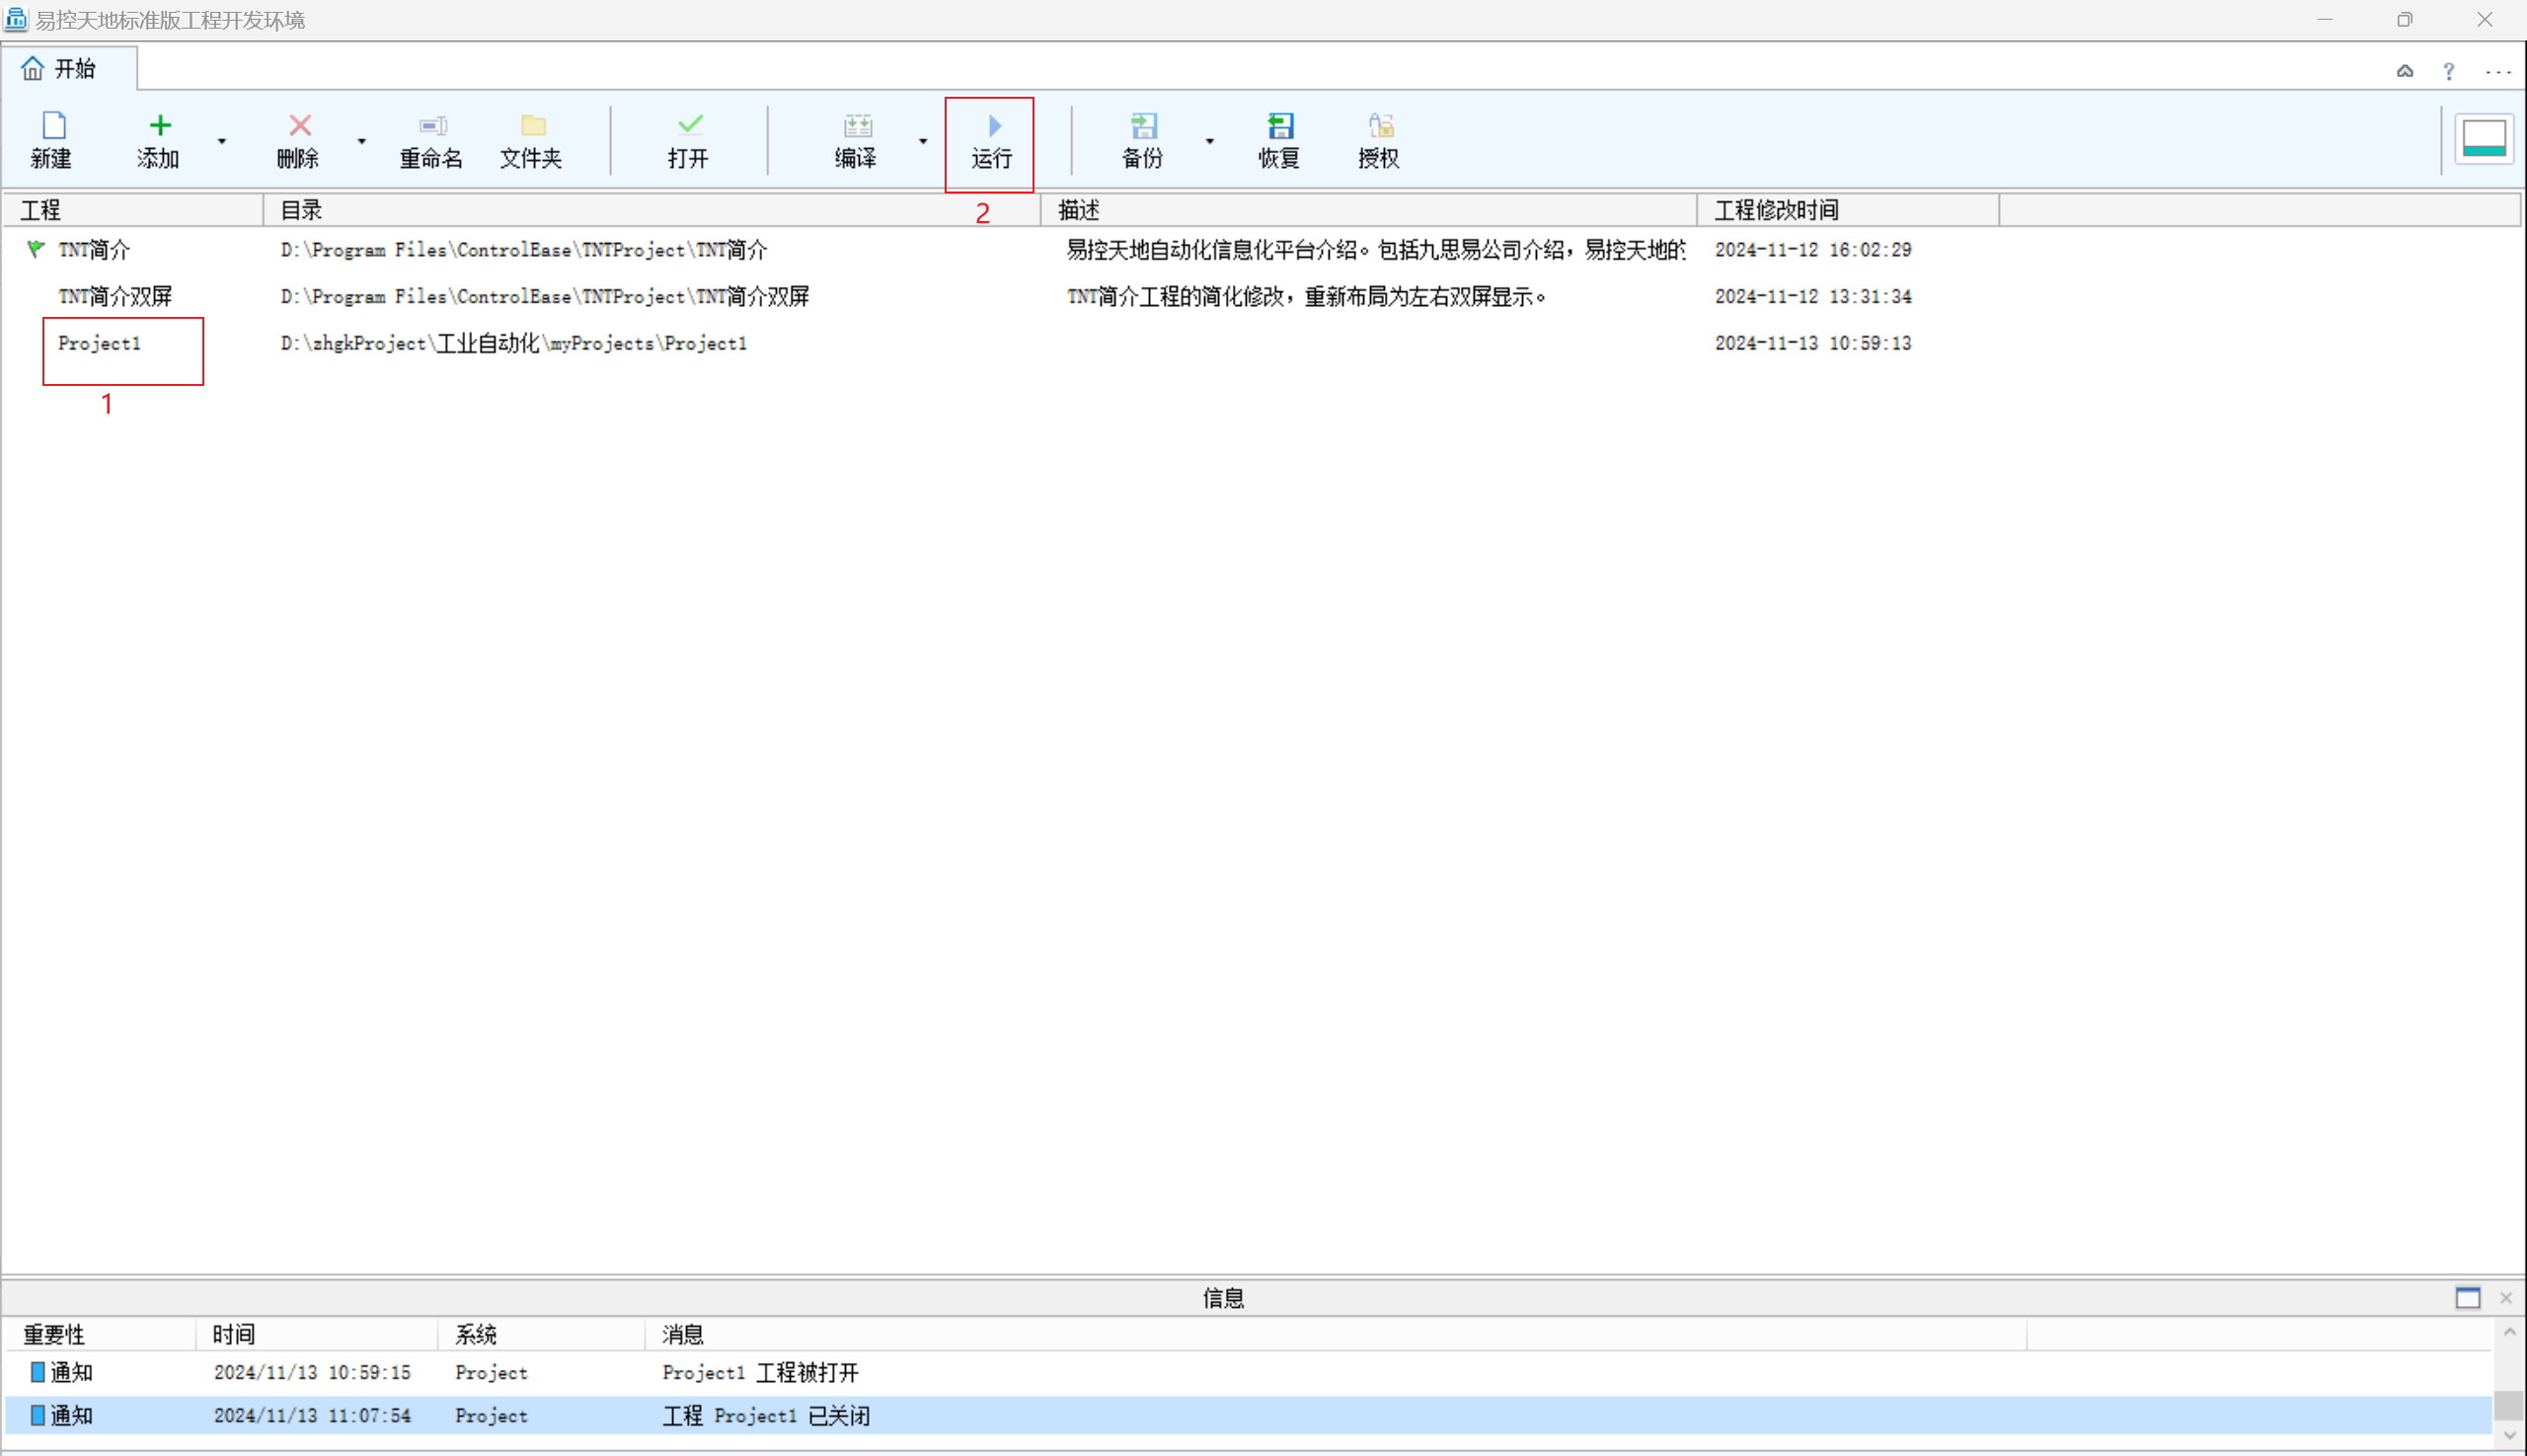 易控天地标准版工程开发环境
开始
? ...
新建 添加 删除 重命名 文件夹 打开 编译 运行 备份 恢复 授权
工程 目录 2 描述 工程修改时间
TNT简介 D:\Program Files\ControlEase\TNTProject\TNT简介 易控天地自动化信息化平台介绍。包括九思易公司介绍，易控天地的 2024-11-12 16:02:29
TNT简介双屏 D:\Program Files\ControlEase\TNTProject\TNT简介双屏 TNT简介工程的简化修改，重新布局为左右双屏显示。 2024-11-12 13:31:34
Project1 D:\zhgkProject\工业自动化\myProjects\Project1 2024-11-13 10:59:13
1
信息
重要性 时间 系统 消息
通知 2024/11/13 10:59:15 Project Project1 工程被打开
通知 2024/11/13 11:07:54 Project 工程 Project1 已关闭